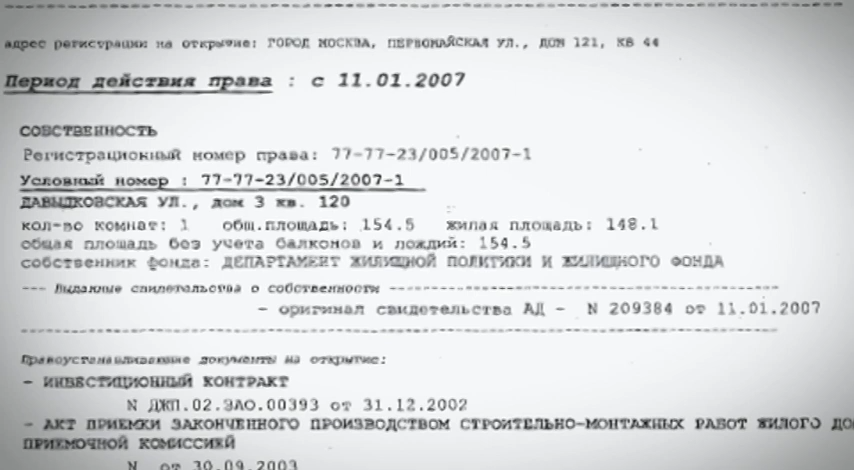 адрес регистрации на открытие: ГОРОД МОСКВА, ПЕРВОМАЙСКАЯ УЛ., ДОМ 121, КВ 44
Период действия права : с 11.01.2007
СОБСТВЕННОСТЬ
Регистрационный номер права: 77-77-23/005/2007-1
Условный номер : 77-77-23/005/2007-1
ДАВЫДКОВСКАЯ УЛ., дом 3 кв. 120
кол-во комнат: 1 общ.площадь: 154.5 жилая площадь: 148.1
общая площадь без учета балконов и лоджий: 154.5
собственник фонда: ДЕПАРТАМЕНТ ЖИЛИЩНОЙ ПОЛИТИКИ И ЖИЛИЩНОГО ФОНДА
--- Выданные свидетельства о собственности ---
- оригинал свидетельства АД - N 209384 от 11.01.2007
Правоустанавливающие документы на открытие:
- ИНВЕСТИЦИОННЫЙ КОНТРАКТ
N ДЖП.02.ЗАО.00393 от 31.12.2002
- АКТ ПРИЕМКИ ЗАКОНЧЕННОГО ПРОИЗВОДСТВОМ СТРОИТЕЛЬНО-МОНТАЖНЫХ РАБОТ ЖИЛОГО ДО
ПРИЕМОЧНОЙ КОМИССИЕЙ
N от 30.09.2003